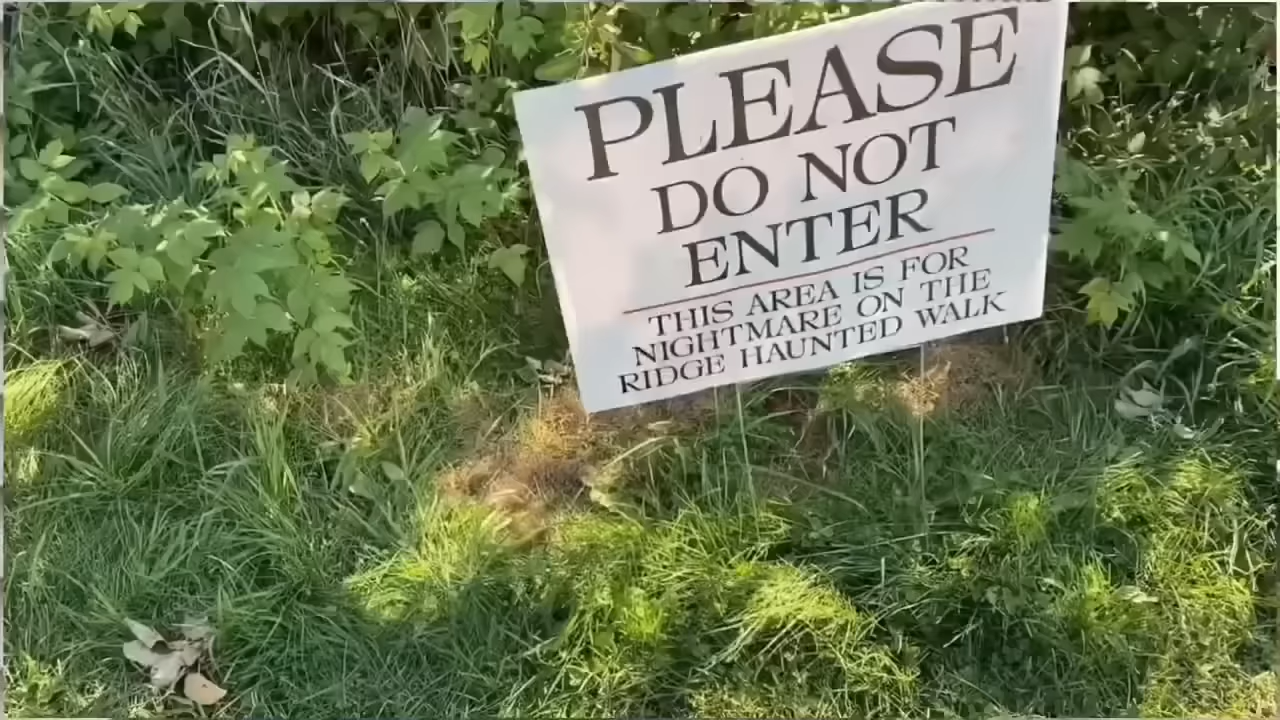 PLEASE
DO NOT
ENTER
THIS AREA IS FOR
NIGHTMARE ON THE
RIDGE HAUNTED WALK